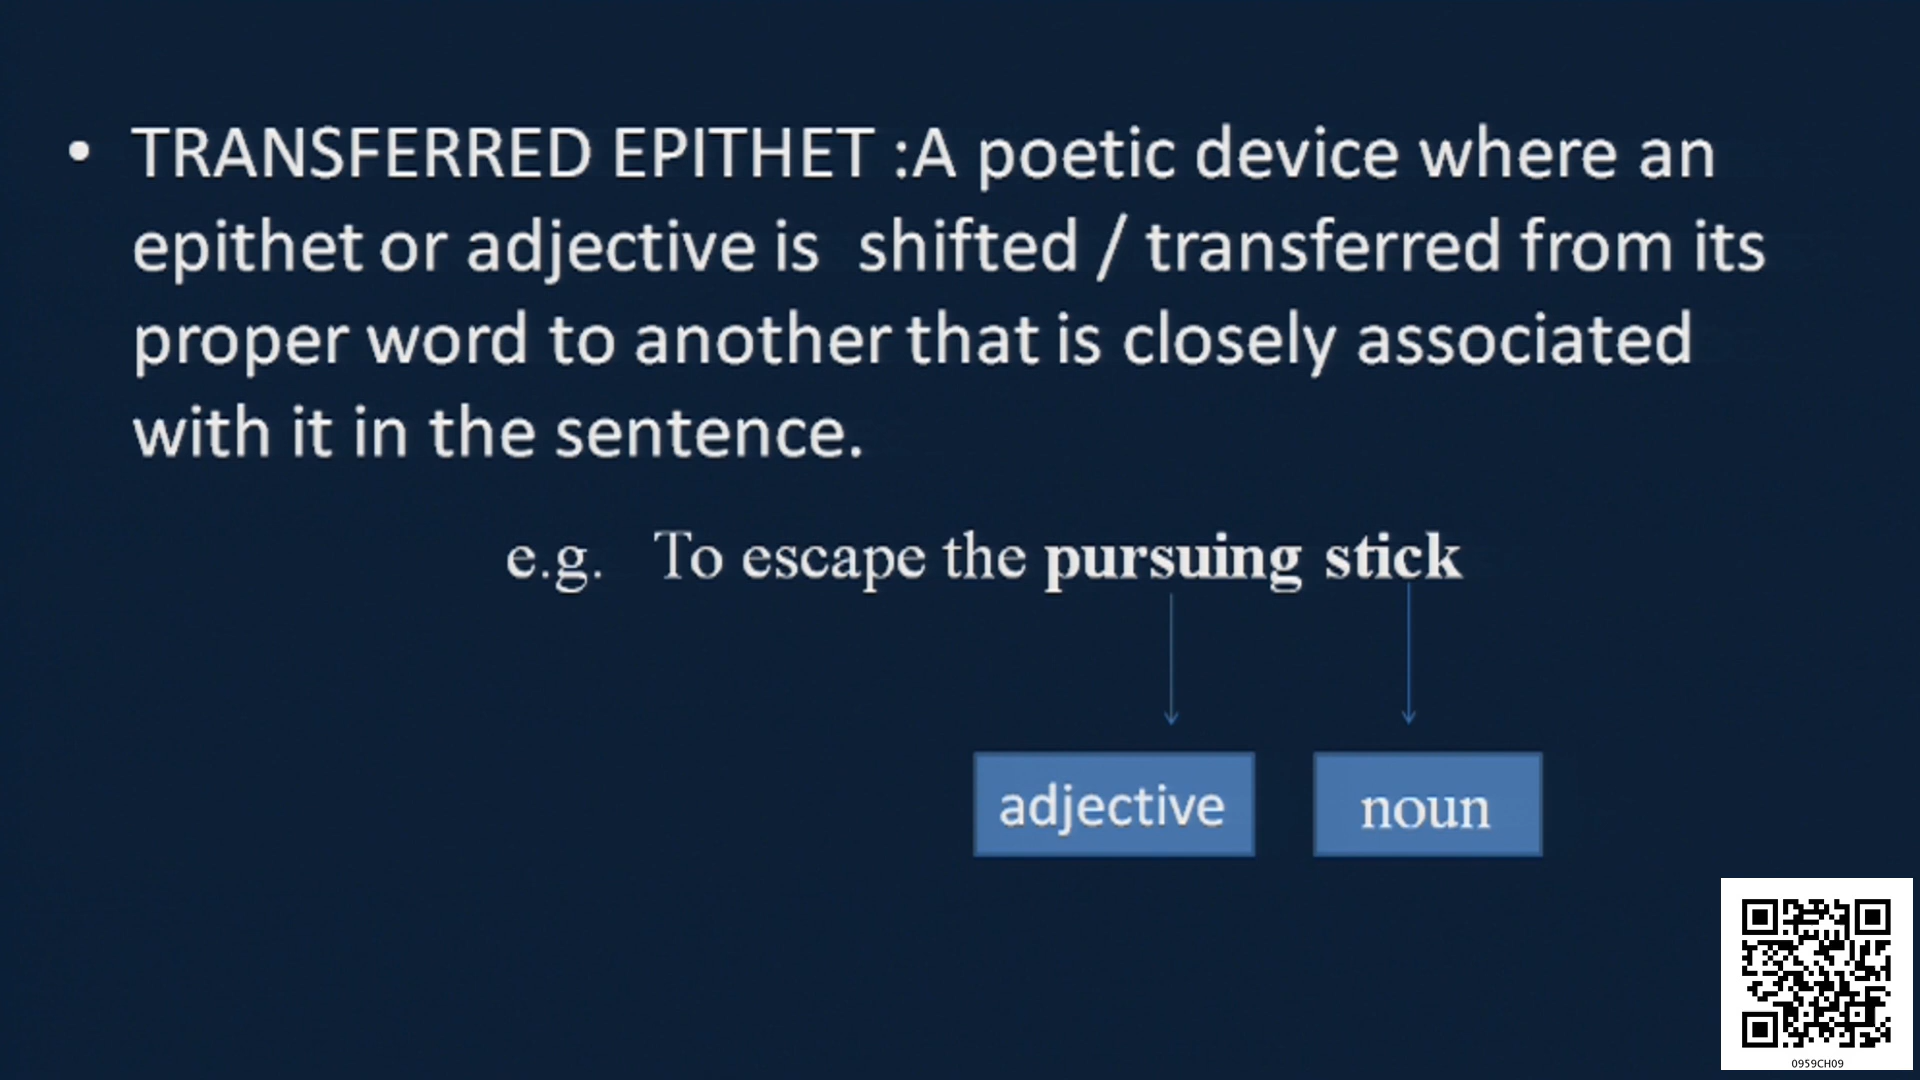 • TRANSFERRED EPITHET :A poetic device where an
epithet or adjective is shifted / transferred from its
proper word to another that is closely associated
with it in the sentence.
e.g. To escape the pursuing stick
adjective noun
0959CH09